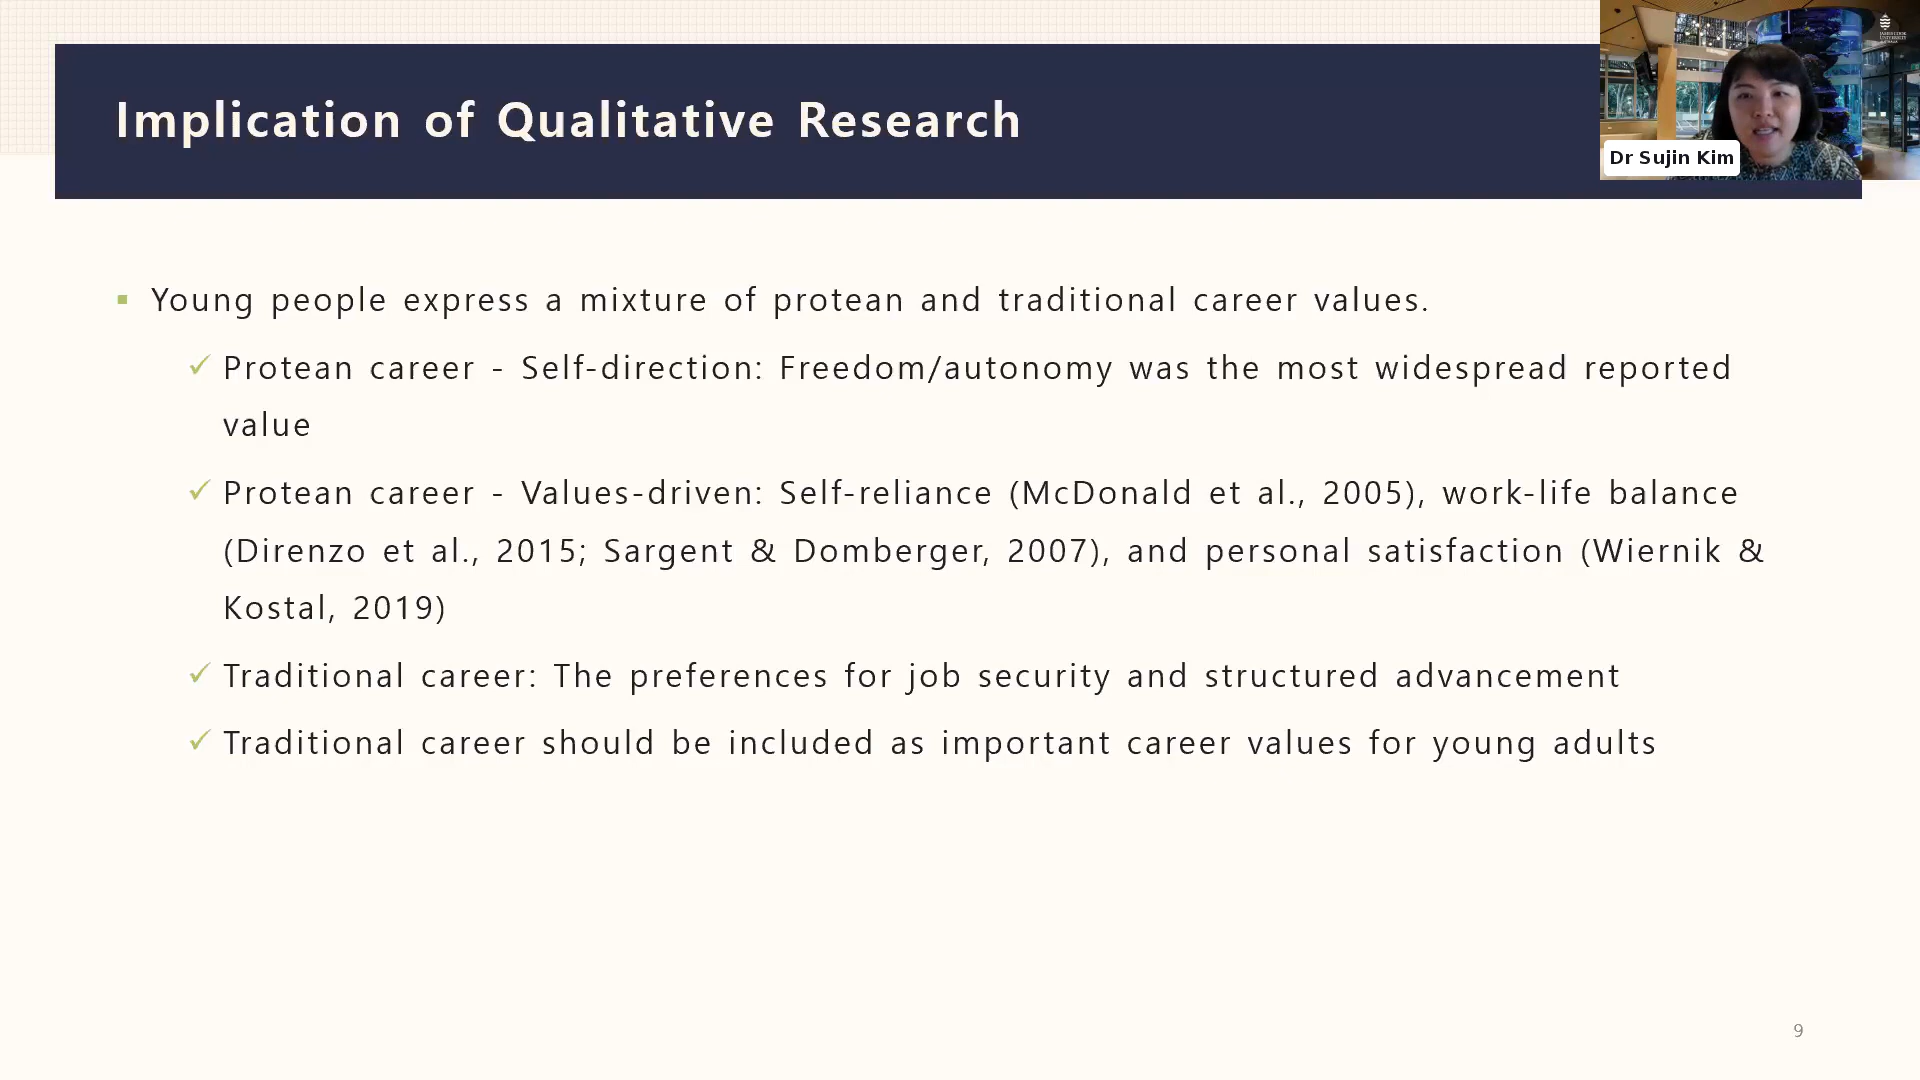 Implication of Qualitative Research
JAMES COOK
UNIVERSITY
Dr Sujin Kim
▪ Young people express a mixture of protean and traditional career values.
✓ Protean career - Self-direction: Freedom/autonomy was the most widespread reported
value
✓ Protean career - Values-driven: Self-reliance (McDonald et al., 2005), work-life balance
(Direnzo et al., 2015; Sargent & Domberger, 2007), and personal satisfaction (Wiernik &
Kostal, 2019)
✓ Traditional career: The preferences for job security and structured advancement
✓ Traditional career should be included as important career values for young adults
9